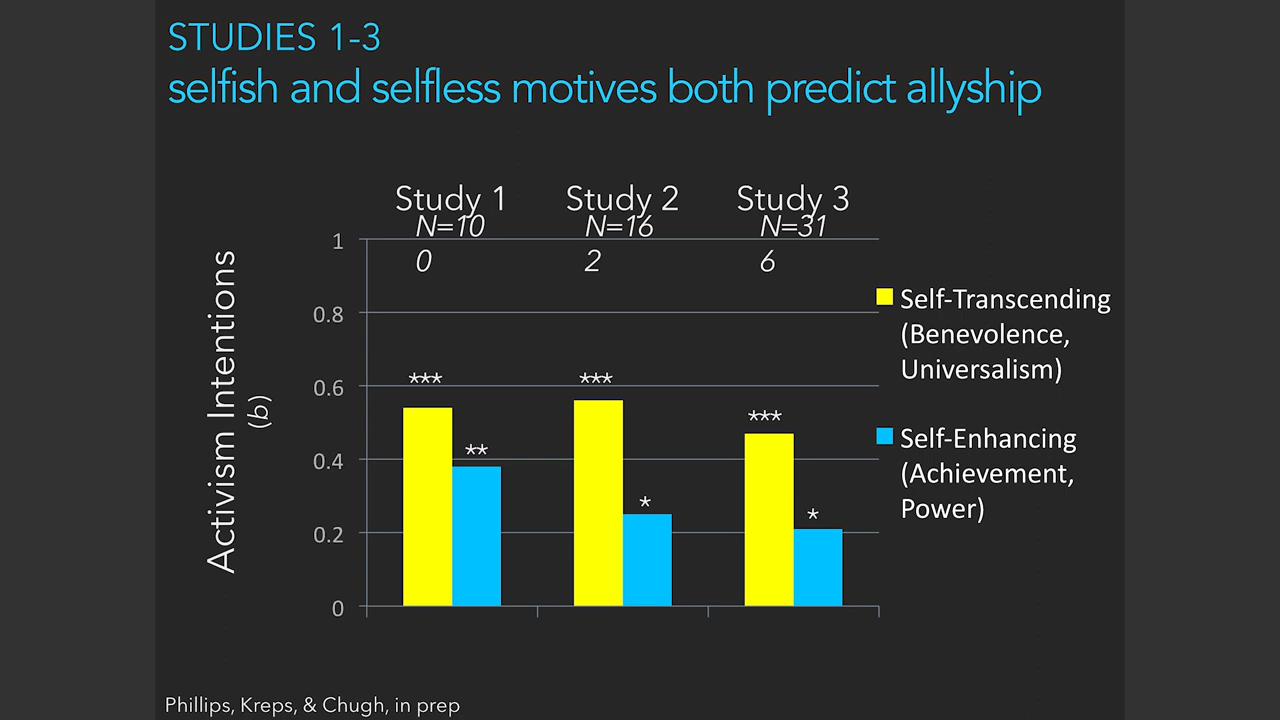 STUDIES 1-3
selfish and selfless motives both predict allyship
Study 1
N=10
0
Study 2
N=16
2
Study 3
N=31
6
Activism Intentions
(b)
1
0.8
0.6
0.4
0.2
0
***
**
***
*
***
*
Self-Transcending
(Benevolence,
Universalism)
Self-Enhancing
(Achievement,
Power)
Phillips, Kreps, & Chugh, in prep